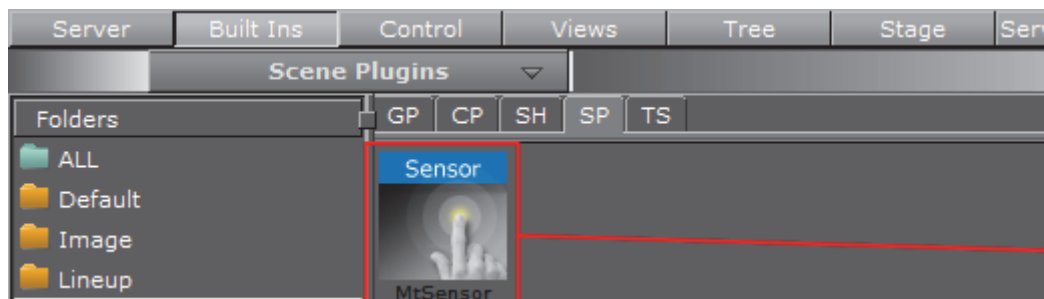 Server Built Ins Control Views Tree Stage Ser
Scene Plugins
Folders GP CP SH SP TS
ALL
Sensor
Default
Image
Lineup
MtSensor